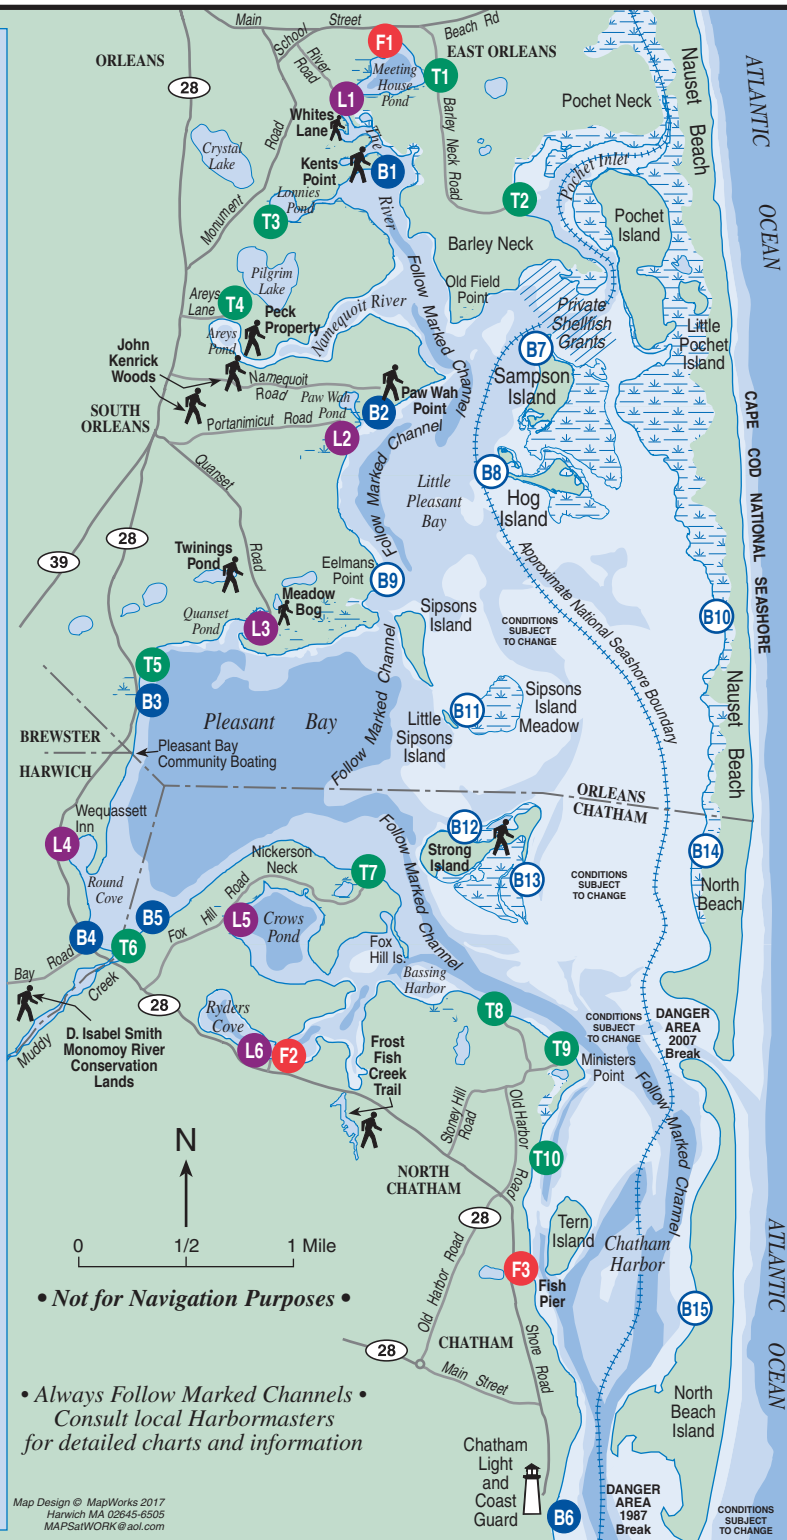 Main Street
Beach Rd
School Road
River Road
F1
ORLEANS
EAST ORLEANS
28
Meeting
House
Pond
T1
L1
Whites
Lane
The River
Barley Neck Road
Pochet Neck
Nauset Beach
ATLANTIC OCEAN
Crystal
Lake
Kents
Point
B1
Pochet Inlet
T2
Lonnies
Pond
T3
Monument Road
Barley Neck
Pochet
Island
Old Field
Point
Follow Marked Channel
Pilgrim
Lake
Areys
Lane
T4
Peck
Property
Areys
Pond
Namequoit River
Private
Shellfish
Grants
Little
Pochet
Island
B7
Sampson
Island
John
Kenrick
Woods
Namequoit
Road
Paw Wah
Pond
Paw Wah
Point
B2
SOUTH
ORLEANS
Portanimicut Road
L2
Follow Marked Channel
CAPE COD NATIONAL SEASHORE
Quanset Road
Little
Pleasant
Bay
B8
Hog
Island
28
39
Twinings
Pond
Eelmans
Point
B9
Approximate National Seashore Boundary
Meadow
Bog
Quanset
Pond
L3
Sipsons
Island
CONDITIONS
SUBJECT
TO CHANGE
B10
T5
B3
Pleasant Bay
Follow Marked Channel
B11
Sipsons
Island
Meadow
Little
Sipsons
Island
Nauset Beach
BREWSTER
HARWICH
Pleasant Bay
Community Boating
ORLEANS
CHATHAM
Wequassett
Inn
L4
Follow Marked Channel
B12
Strong
Island
B13
B14
North
Beach
CONDITIONS
SUBJECT
TO CHANGE
Nickerson
Neck
T7
Round
Cove
B5
Fox Hill Road
L5
Crows
Pond
B4
T6
Bay Road
Muddy Creek
Fox
Hill Is.
Bassing
Harbor
28
Ryders
Cove
T8
D. Isabel Smith
Monomoy River
Conservation
Lands
L6
F2
Frost
Fish
Creek
Trail
CONDITIONS
SUBJECT
TO CHANGE
DANGER
AREA
2007
Break
T9
Ministers
Point
Follow Marked Channel
Stoney Hill
Road
Old Harbor Road
N
T10
NORTH
CHATHAM
28
Tern
Island
Chatham
Harbor
0 1/2 1 Mile
F3
Fish
Pier
Old Harbor Road
B15
• Not for Navigation Purposes •
Shore Road
28
CHATHAM
Main Street
ATLANTIC OCEAN
• Always Follow Marked Channels •
Consult local Harbormasters
for detailed charts and information
North
Beach
Island
Chatham
Light
and
Coast
Guard
DANGER
AREA
1987
Break
B6
CONDITIONS
SUBJECT
TO CHANGE
Map Design © MapWorks 2017
Harwich MA 02645-6505
MAPSatWORK@aol.com